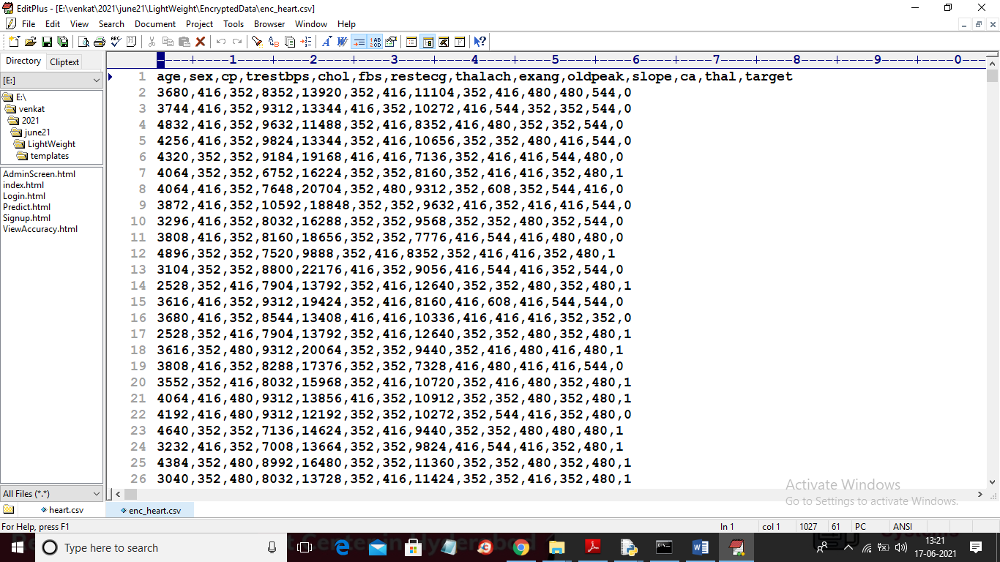 EditPlus - [E:\venkat\2021\june21\LightWeight\EncryptedData\enc_heart.csv]
File Edit View Search Document Project Tools Browser Window Help
Directory Cliptext
[E:]
E:\
venkat
2021
june21
LightWeight
templates
AdminScreen.html
index.html
Login.html
Predict.html
Signup.html
ViewAccuracy.html
All Files (*.*)
----+----1----+----2----+----3----+----4----+----5----+----6----+----7----+----8----+----9----+----0----
1 age,sex,cp,trestbps,chol,fbs,restecg,thalach,exang,oldpeak,slope,ca,thal,target
2 3680,416,352,8352,13920,352,416,11104,352,416,480,480,544,0
3 3744,416,352,9312,13344,416,352,10272,416,544,352,352,544,0
4 4832,416,352,9632,11488,352,416,8352,416,480,352,352,544,0
5 4256,416,352,9824,13344,352,416,10656,352,352,480,416,544,0
6 4320,352,352,9184,19168,416,416,7136,352,416,416,544,480,0
7 4064,352,352,6752,16224,352,352,8160,352,416,416,352,480,1
8 4064,416,352,7648,20704,352,480,9312,352,608,352,544,416,0
9 3872,416,352,10592,18848,352,352,9632,416,352,416,416,544,0
10 3296,416,352,8032,16288,352,352,9568,352,352,480,352,544,0
11 3808,416,352,8160,18656,352,352,7776,416,544,416,480,480,0
12 4896,352,352,7520,9888,352,416,8352,352,416,416,352,480,1
13 3104,352,352,8800,22176,416,352,9056,416,544,416,352,544,0
14 2528,352,416,7904,13792,352,416,12640,352,352,480,352,480,1
15 3616,416,352,9312,19424,352,416,8160,416,608,416,544,544,0
16 3680,416,352,8544,13408,416,416,10336,416,416,416,352,352,0
17 2528,352,416,7904,13792,352,416,12640,352,352,480,352,480,1
18 3616,352,480,9312,20064,352,352,9440,352,416,480,416,480,1
19 3808,416,352,8288,17376,352,352,7328,416,480,416,416,544,0
20 3552,352,416,8032,15968,352,416,10720,352,416,480,352,480,1
21 4064,416,480,9312,13856,416,352,10912,352,352,480,352,480,1
22 4192,416,480,9312,12192,352,352,10272,352,544,416,352,480,0
23 4640,352,352,7136,14624,352,416,9440,352,352,480,480,480,1
24 3232,416,352,7008,13664,352,352,9824,416,544,416,352,480,1
25 4384,352,480,8992,16480,352,352,11360,352,352,480,352,480,1
26 3040,352,480,8032,13728,352,416,11424,352,352,416,352,480,1
Activate Windows
Go to Settings to activate Windows.
heart.csv enc_heart.csv
For Help, press F1 ln 1 col 1 1027 61 PC ANSI
Type here to search
13:21
17-06-2021